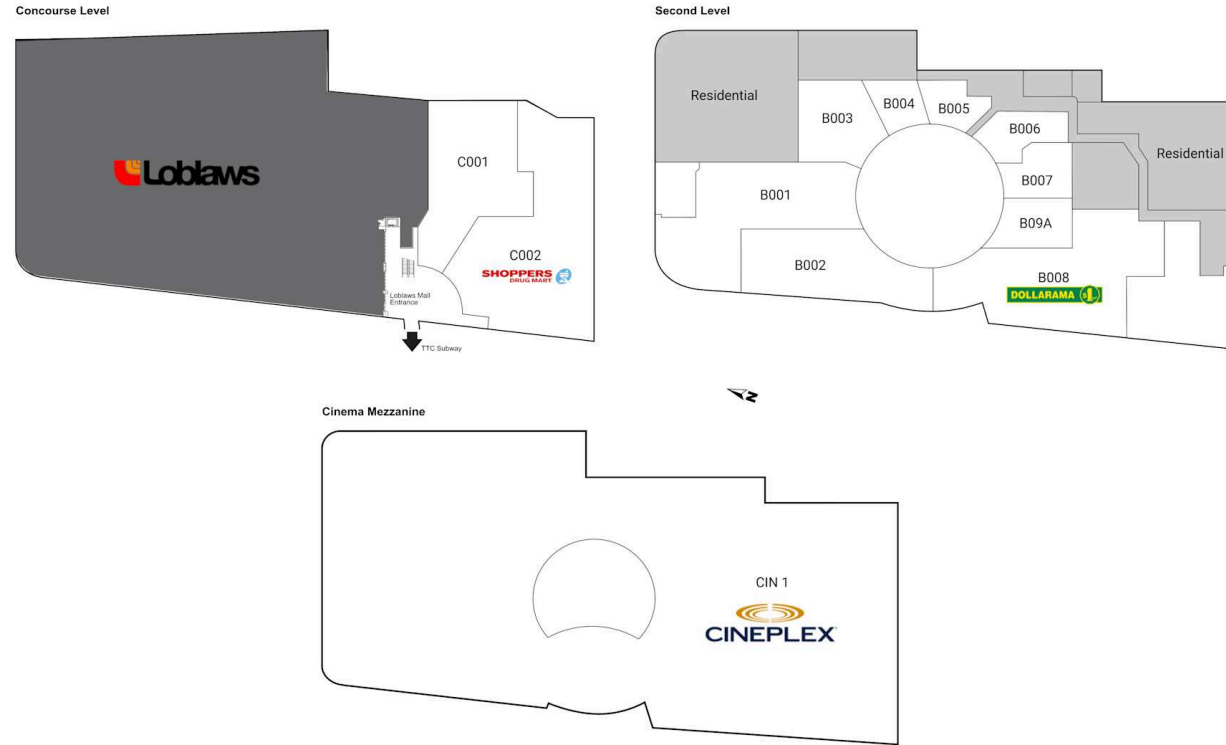 Concourse Level
Loblaws
C001
C002
SHOPPERS
DRUG MART
Loblaws Mall
Entrance
TTC Subway
Second Level
Residential
B003
B004
B005
B006
Residential
B007
B001
B09A
B002
B008
DOLLARAMA
N
Cinema Mezzanine
CIN 1
CINEPLEX